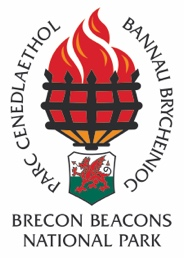 PARC CENEDLAETHOL
BANNAU BRYCHEINIOG
BRECON BEACONS
NATIONAL PARK